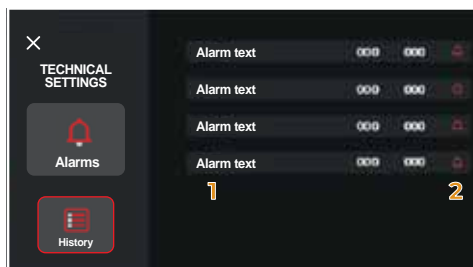 TECHNICAL
SETTINGS
Alarms
History
Alarm text 000 000
Alarm text 000 000
Alarm text 000 000
Alarm text 000 000
1
2